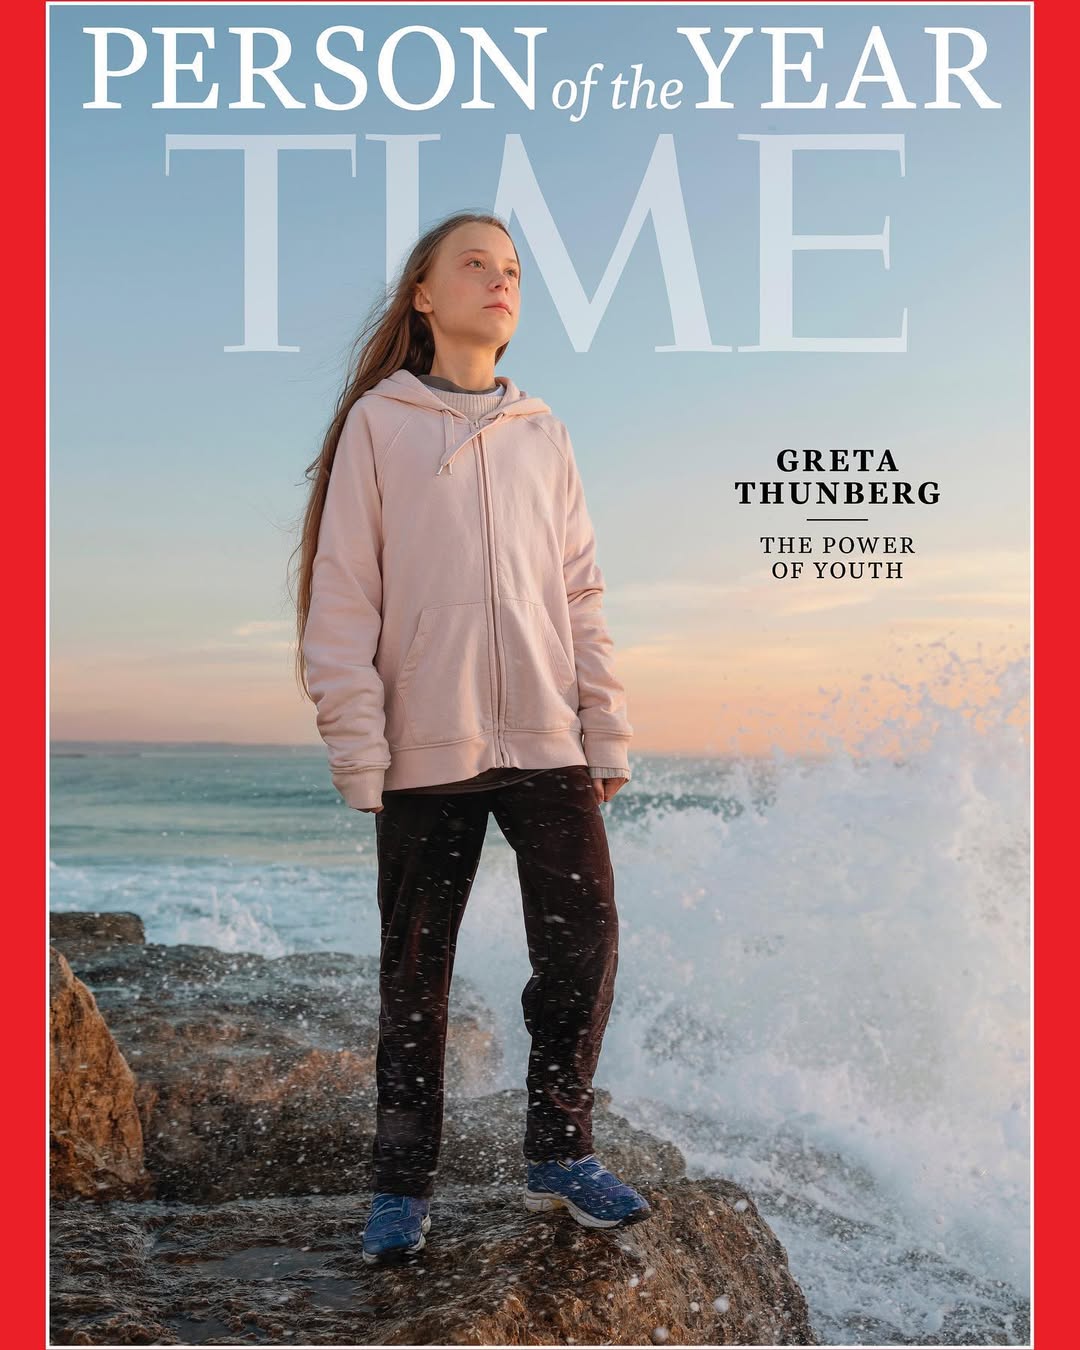 PERSON of the YEAR
TIME
GRETA
THUNBERG
THE POWER
OF YOUTH